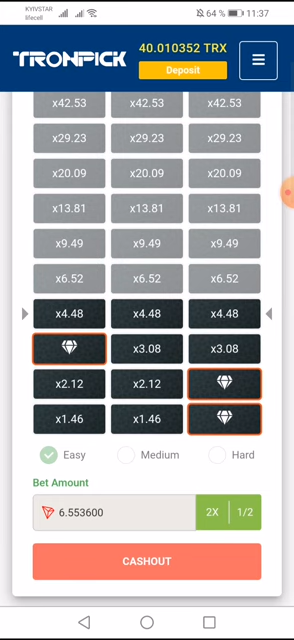 KYIVSTAR
lifecell
64 %
11:37
TRONPICK
40.010352 TRX
Deposit
x42.53 x42.53 x42.53
x29.23 x29.23 x29.23
x20.09 x20.09 x20.09
x13.81 x13.81 x13.81
x9.49 x9.49 x9.49
x6.52 x6.52 x6.52
x4.48 x4.48 x4.48
x3.08 x3.08
x2.12 x2.12
x1.46 x1.46
Easy Medium Hard
Bet Amount
6.553600 2X 1/2
CASHOUT